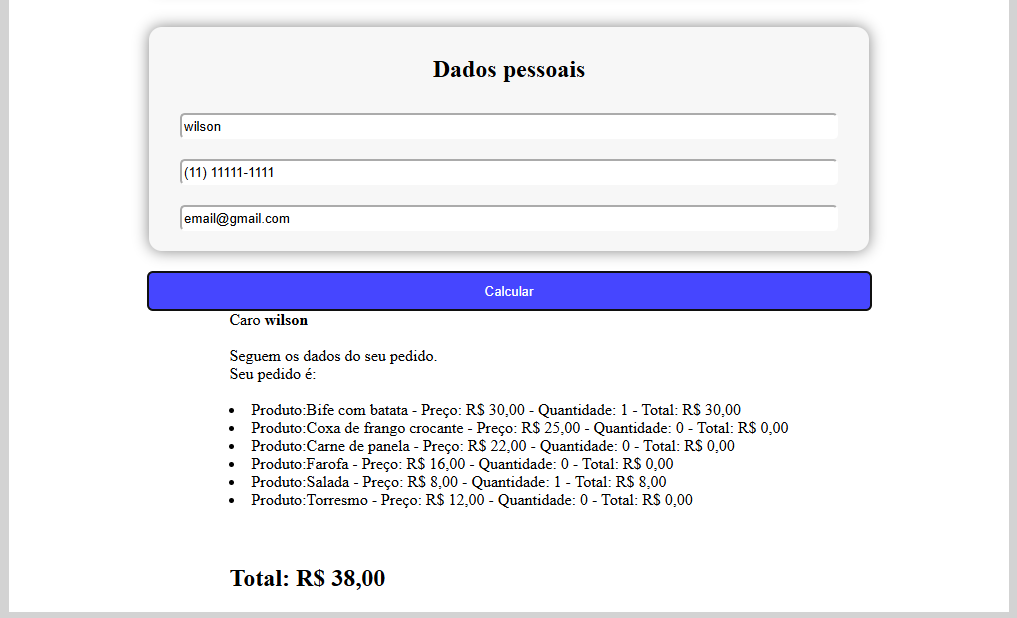 Dados pessoais
wilson
(11) 11111-1111
email@gmail.com
Calcular
Caro wilson
Seguem os dados do seu pedido.
Seu pedido é:
Produto:Bife com batata - Preço: R$ 30,00 - Quantidade: 1 - Total: R$ 30,00
Produto:Coxa de frango crocante - Preço: R$ 25,00 - Quantidade: 0 - Total: R$ 0,00
Produto:Carne de panela - Preço: R$ 22,00 - Quantidade: 0 - Total: R$ 0,00
Produto:Farofa - Preço: R$ 16,00 - Quantidade: 0 - Total: R$ 0,00
Produto:Salada - Preço: R$ 8,00 - Quantidade: 1 - Total: R$ 8,00
Produto:Torresmo - Preço: R$ 12,00 - Quantidade: 0 - Total: R$ 0,00
Total: R$ 38,00